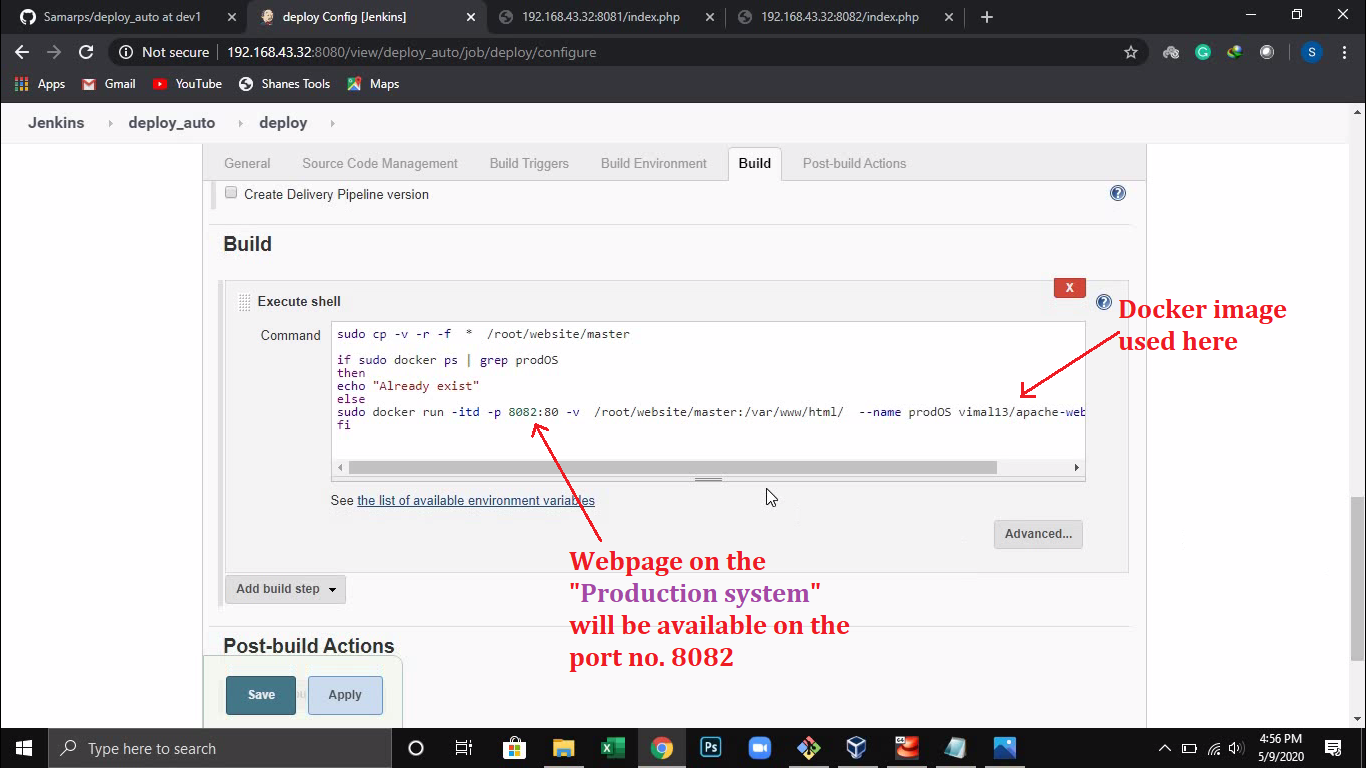 Samarps/deploy_auto at dev1
deploy Config [Jenkins]
192.168.43.32:8081/index.php
192.168.43.32:8082/index.php
Not secure
192.168.43.32:8080/view/deploy_auto/job/deploy/configure
S
Apps
Gmail
YouTube
Shanes Tools
Maps
Jenkins
deploy_auto
deploy
General
Source Code Management
Build Triggers
Build Environment
Build
Post-build Actions
Create Delivery Pipeline version
Build
Execute shell
X
Docker image
used here
Command
sudo cp -v -r -f * /root/website/master
if sudo docker ps | grep prodOS
then
echo "Already exist"
else
sudo docker run -itd -p 8082:80 -v /root/website/master:/var/www/html/ --name prodOS vimal13/apache-web
fi
See the list of available environment variables
Advanced...
Webpage on the
"Production system"
will be available on the
port no. 8082
Add build step
Post-build Actions
Save
Apply
Type here to search
4:56 PM
5/9/2020